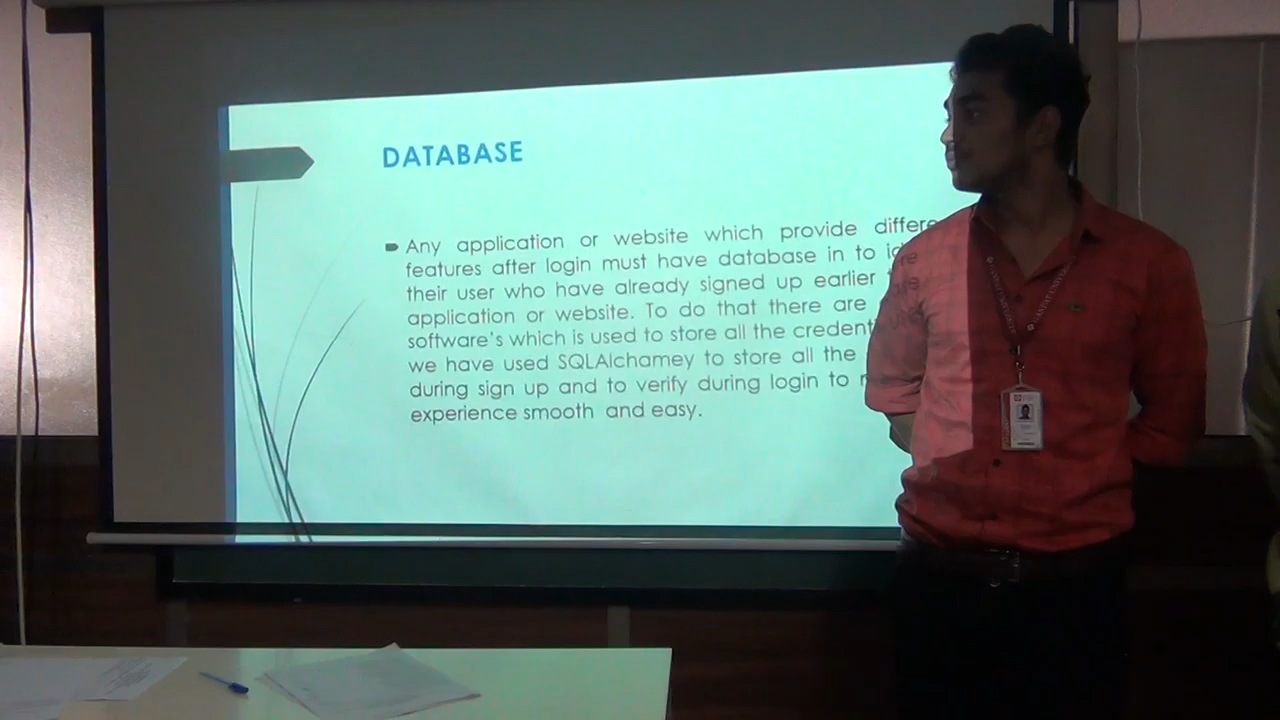 DATABASE
Any application or website which provide differe
features after login must have database in to
their user who have already signed up earlier
application or website. To do that there are
software's which is used to store all the credent
we have used SQLAlchamey to store all the
during sign up and to verify during login to
experience smooth and easy.